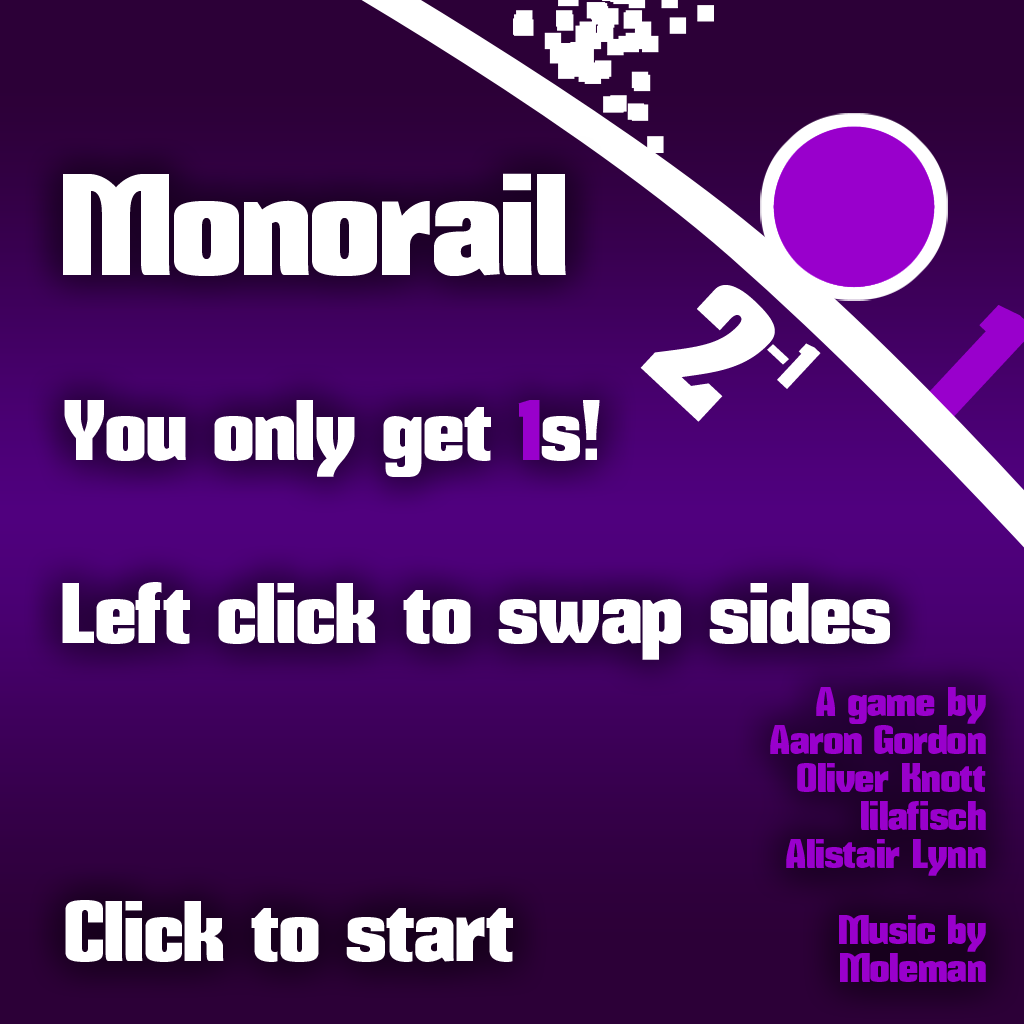 Monorail
2-1
1
You only get 1s!
Left click to swap sides
A game by
Aaron Gordon
Oliver Knott
lilafisch
Alistair Lynn
Click to start
Music by
Moleman